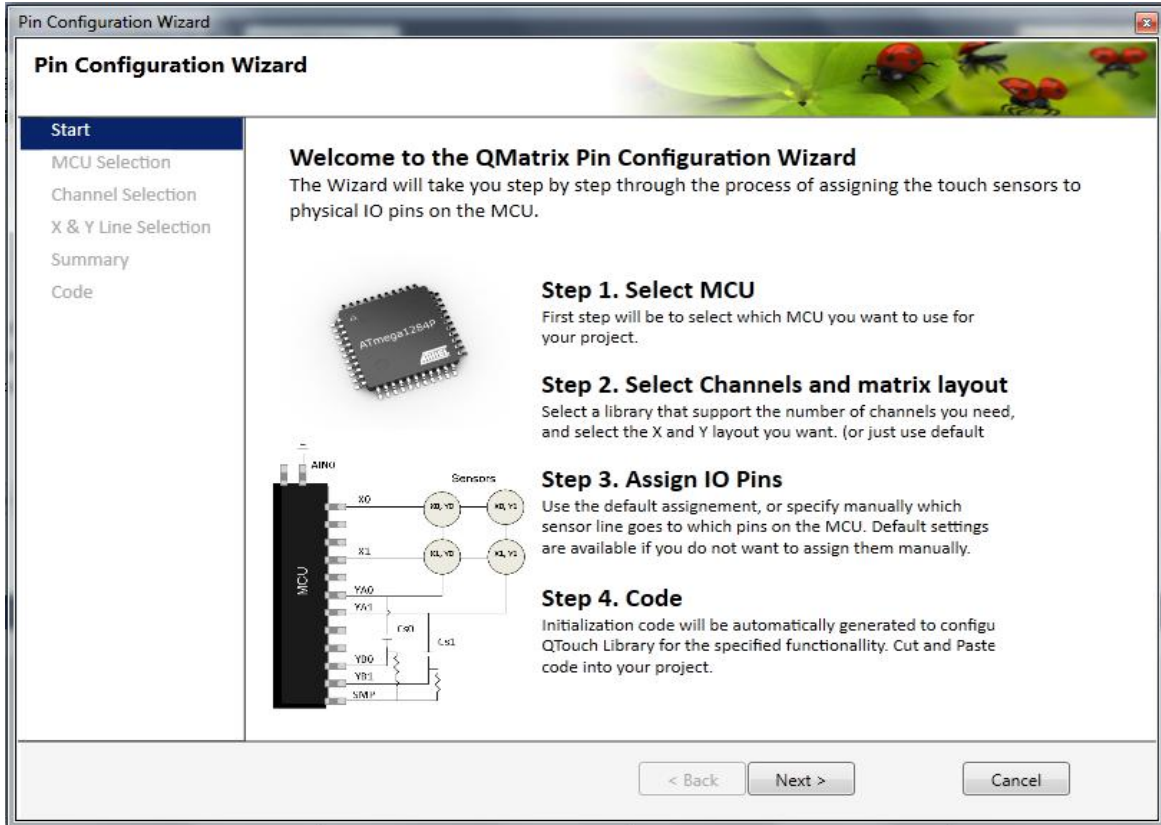 Pin Configuration Wizard
Pin Configuration Wizard
Start
MCU Selection
Channel Selection
X & Y Line Selection
Summary
Code
Welcome to the QMatrix Pin Configuration Wizard
The Wizard will take you step by step through the process of assigning the touch sensors to
physical IO pins on the MCU.
ATmega1284P
Step 1. Select MCU
First step will be to select which MCU you want to use for
your project.
Step 2. Select Channels and matrix layout
Select a library that support the number of channels you need,
and select the X and Y layout you want. (or just use default
AIN0
Sensors
X0
X0, Y0
X0, Y1
X1
X1, Y0
X1, Y1
MCU
YA0
YA1
Cs0
Cs1
YB0
YB1
SMP
Step 3. Assign IO Pins
Use the default assignement, or specify manually which
sensor line goes to which pins on the MCU. Default settings
are available if you do not want to assign them manually.
Step 4. Code
Initialization code will be automatically generated to configu
QTouch Library for the specified functionallity. Cut and Paste
code into your project.
< Back
Next >
Cancel